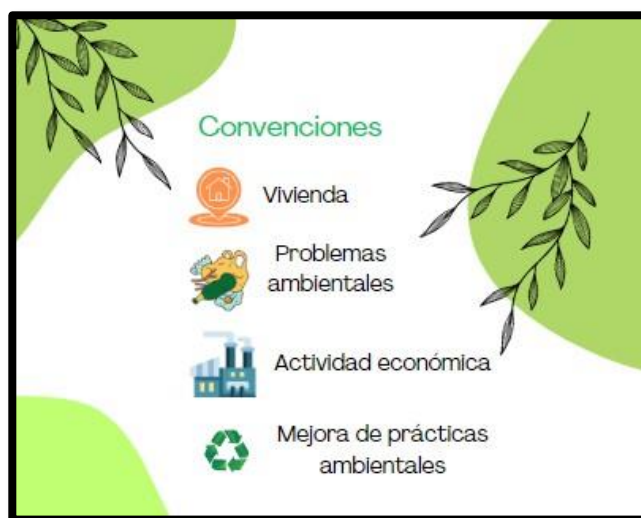 Convenciones
Vivienda
Problemas
ambientales
Actividad económica
Mejora de prácticas
ambientales